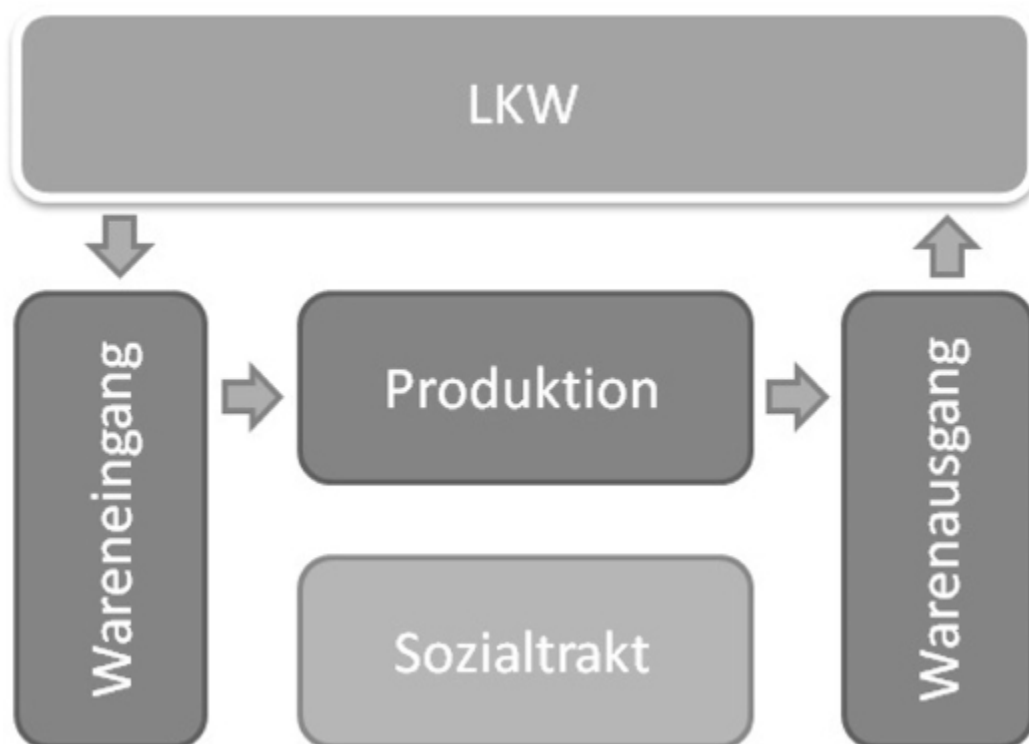 LKW
Wareneingang
Produktion
Warenausgang
Sozialtrakt